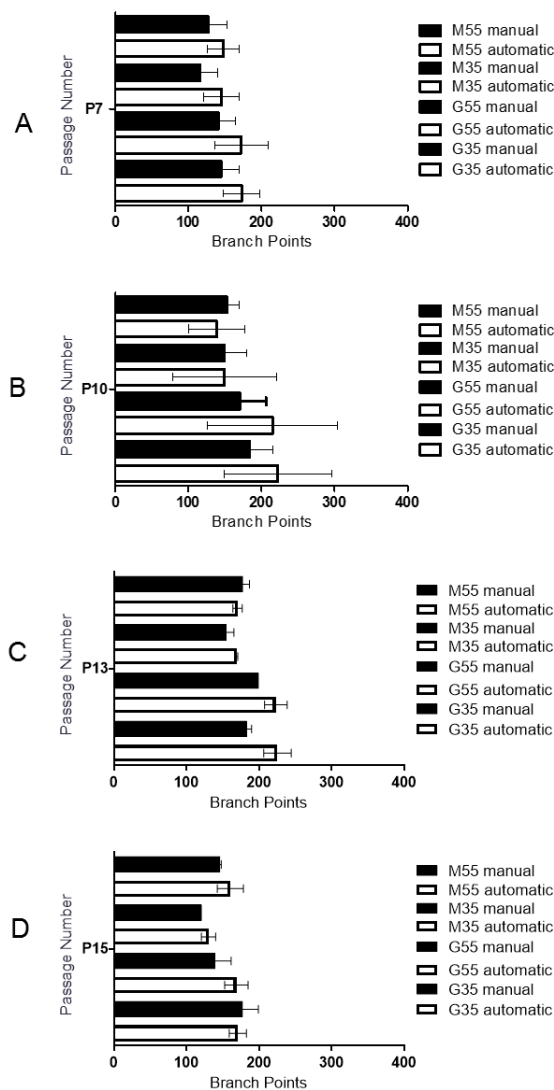 A
Passage Number
P7
M55 manual
M55 automatic
M35 manual
M35 automatic
G55 manual
G55 automatic
G35 manual
G35 automatic
0 100 200 300 400
Branch Points
B
Passage Number
P10
M55 manual
M55 automatic
M35 manual
M35 automatic
G55 manual
G55 automatic
G35 manual
G35 automatic
0 100 200 300 400
Branch Points
C
Passage Number
P13
M55 manual
M55 automatic
M35 manual
M35 automatic
G55 manual
G55 automatic
G35 manual
G35 automatic
0 100 200 300 400
Branch Points
D
Passage Number
P15
M55 manual
M55 automatic
M35 manual
M35 automatic
G55 manual
G55 automatic
G35 manual
G35 automatic
0 100 200 300 400
Branch Points